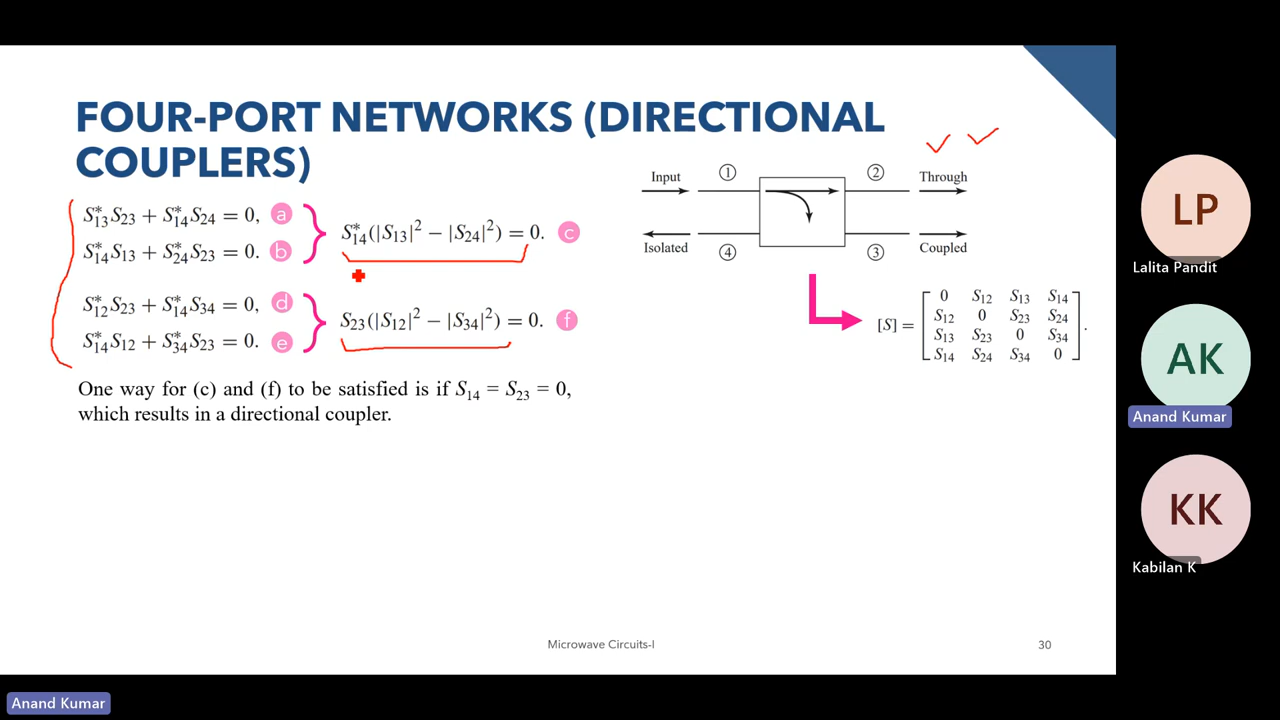 FOUR-PORT NETWORKS (DIRECTIONAL
COUPLERS)
S*13S23 + S*14S24 = 0, a
S*14S13 + S*24S23 = 0. b
S*14(|S13|² − |S24|²) = 0. c
S*12S23 + S*14S34 = 0, d
S*14S12 + S*34S23 = 0. e
S23(|S12|² − |S34|²) = 0. f
One way for (c) and (f) to be satisfied is if S14 = S23 = 0,
which results in a directional coupler.
Input ① ② Through
Isolated ④ ③ Coupled
[S] =
0 S12 S13 S14
S12 0 S23 S24
S13 S23 0 S34
S14 S24 S34 0
.
Microwave Circuits-I
30
LP
Lalita Pandit
AK
Anand Kumar
KK
Kabilan K
Anand Kumar